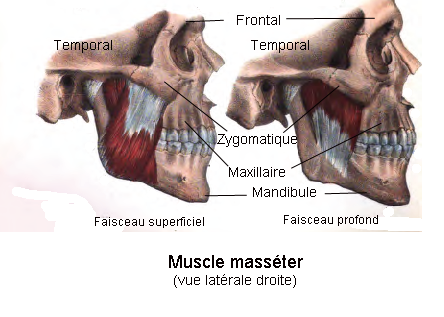 Frontal
Temporal
Temporal
Zygomatique
Maxillaire
Mandibule
Faisceau superficiel
Faisceau profond
Muscle masséter
(vue latérale droite)